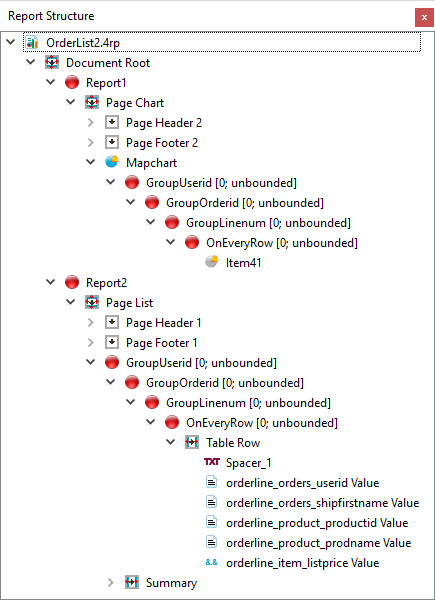 Report Structure
x
OrderList2.4rp
Document Root
Report1
Page Chart
Page Header 2
Page Footer 2
Mapchart
GroupUserid [0; unbounded]
GroupOrderid [0; unbounded]
GroupLinenum [0; unbounded]
OnEveryRow [0; unbounded]
Item41
Report2
Page List
Page Header 1
Page Footer 1
GroupUserid [0; unbounded]
GroupOrderid [0; unbounded]
GroupLinenum [0; unbounded]
OnEveryRow [0; unbounded]
Table Row
TXT Spacer_1
orderline_orders_userid Value
orderline_orders_shipfirstname Value
orderline_product_productid Value
orderline_product_prodname Value
&& orderline_item_listprice Value
Summary